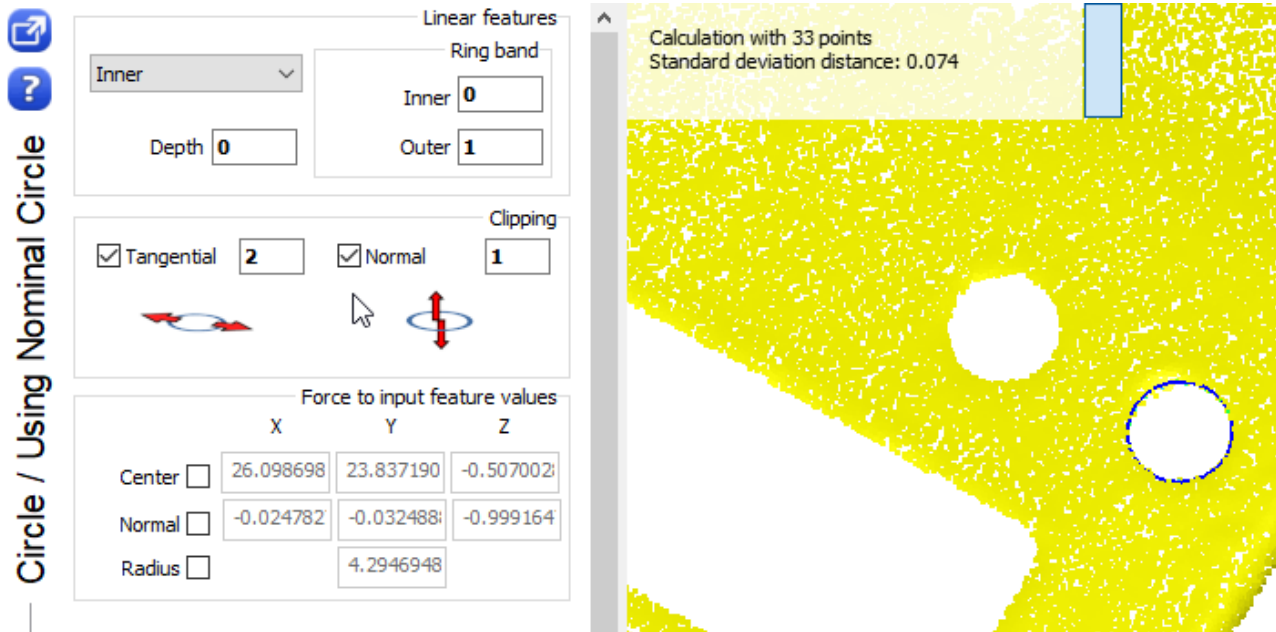 Circle / Using Nominal Circle
?
Linear features
Ring band
Inner
Inner 0
Depth 0
Outer 1
Clipping
Tangential 2 Normal 1
Force to input feature values
X Y Z
Center 26.098698 23.837190 -0.507002
Normal -0.024782 -0.032488 -0.999164
Radius 4.2946948
Calculation with 33 points
Standard deviation distance: 0.074